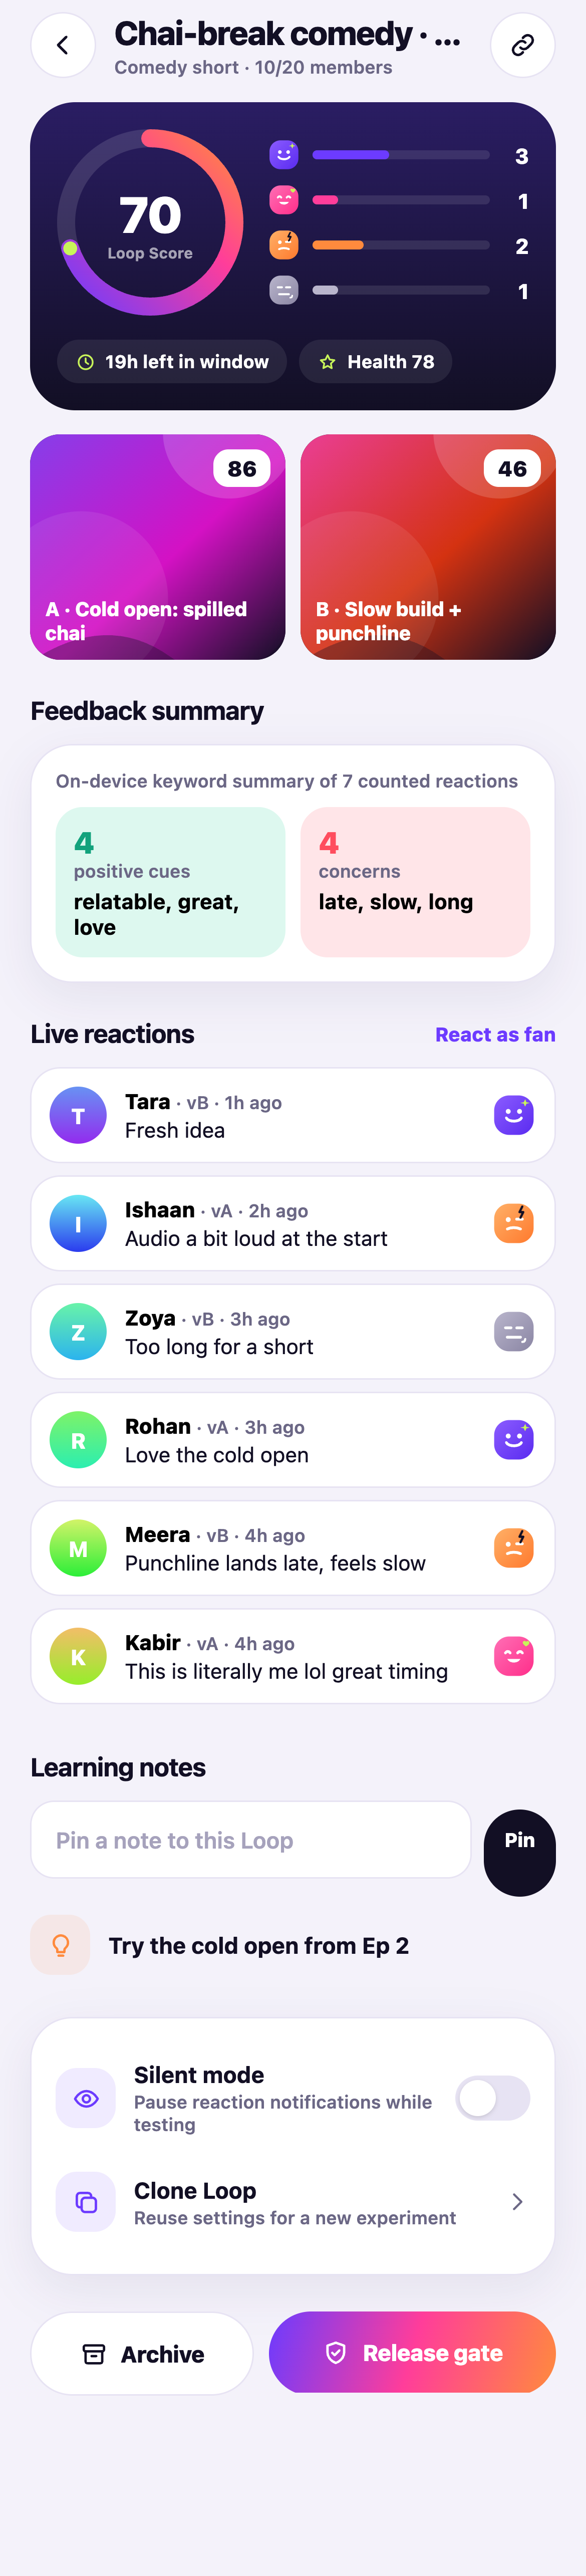 Chai-break comedy · ...
Comedy short · 10/20 members
70
Loop Score
3
1
2
1
19h left in window
Health 78
86
A · Cold open: spilled
chai
46
B · Slow build +
punchline
Feedback summary
On-device keyword summary of 7 counted reactions
4
positive cues
relatable, great,
love
4
concerns
late, slow, long
Live reactions
React as fan
T
Tara · vB · 1h ago
Fresh idea
I
Ishaan · vA · 2h ago
Audio a bit loud at the start
Z
Zoya · vB · 3h ago
Too long for a short
R
Rohan · vA · 3h ago
Love the cold open
M
Meera · vB · 4h ago
Punchline lands late, feels slow
K
Kabir · vA · 4h ago
This is literally me lol great timing
Learning notes
Pin a note to this Loop
Pin
Try the cold open from Ep 2
Silent mode
Pause reaction notifications while
testing
Clone Loop
Reuse settings for a new experiment
Archive
Release gate